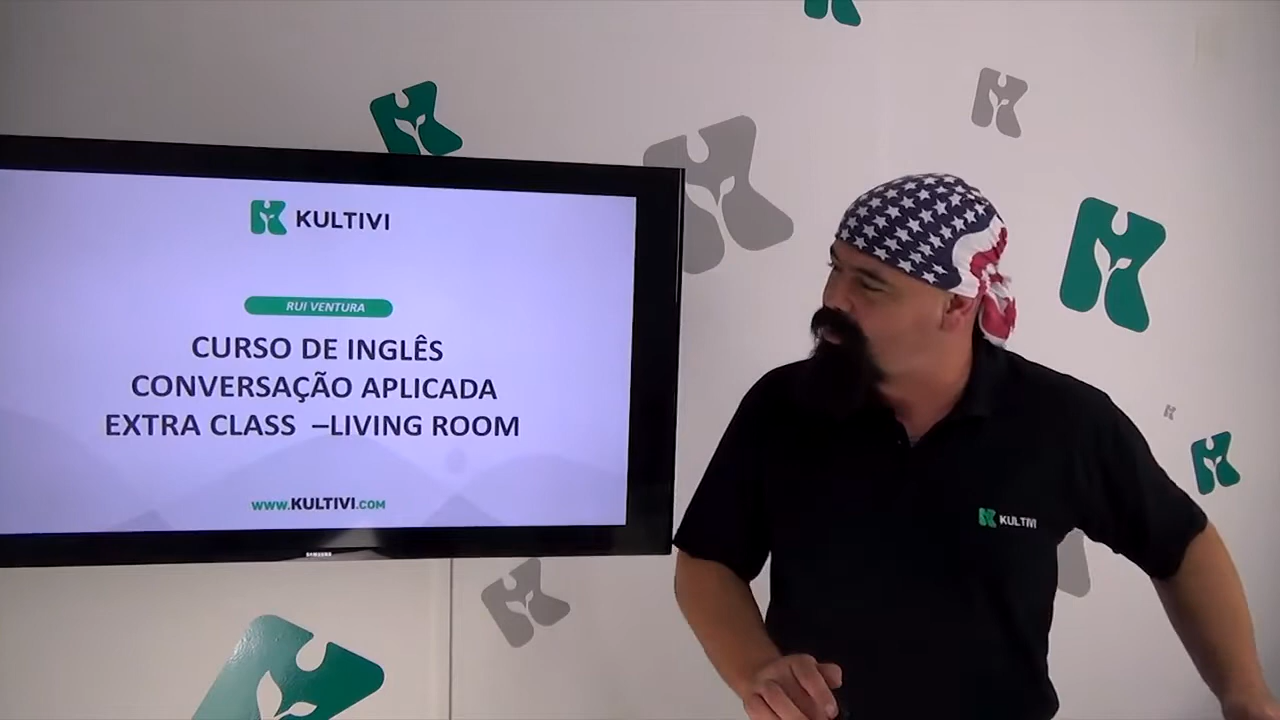 KULTIVI
RUI VENTURA
CURSO DE INGLÊS
CONVERSAÇÃO APLICADA
EXTRA CLASS –LIVING ROOM
WWW.KULTIVI.COM
SAMSUNG
KULTIVI